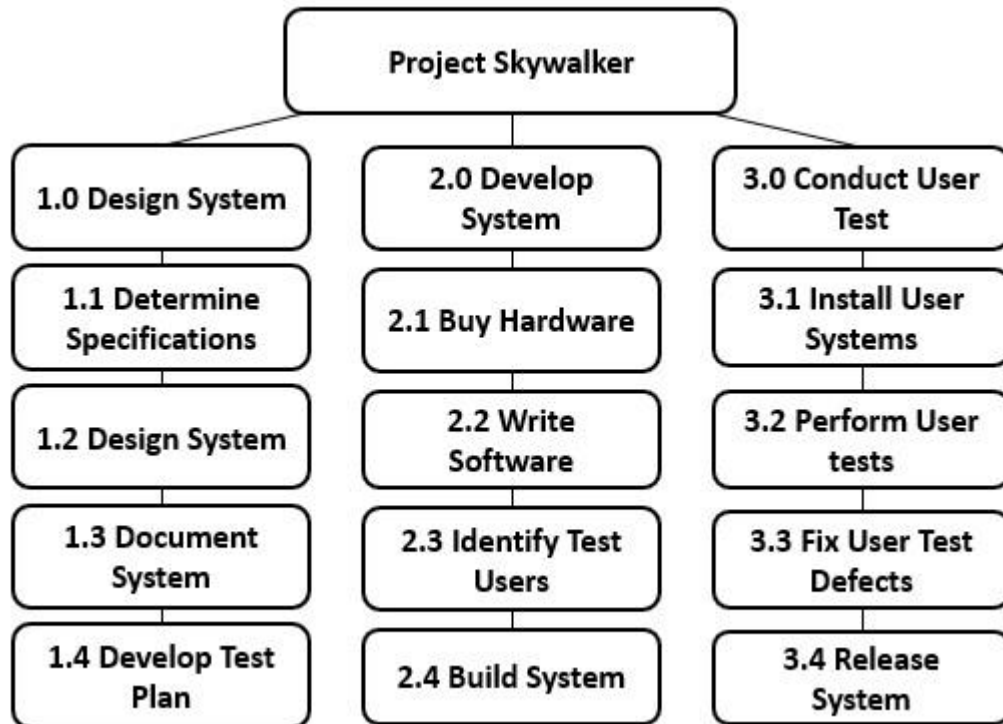 Project Skywalker
1.0 Design System
2.0 Develop
System
3.0 Conduct User
Test
1.1 Determine
Specifications
2.1 Buy Hardware
3.1 Install User
Systems
1.2 Design System
2.2 Write
Software
3.2 Perform User
tests
1.3 Document
System
2.3 Identify Test
Users
3.3 Fix User Test
Defects
1.4 Develop Test
Plan
2.4 Build System
3.4 Release
System